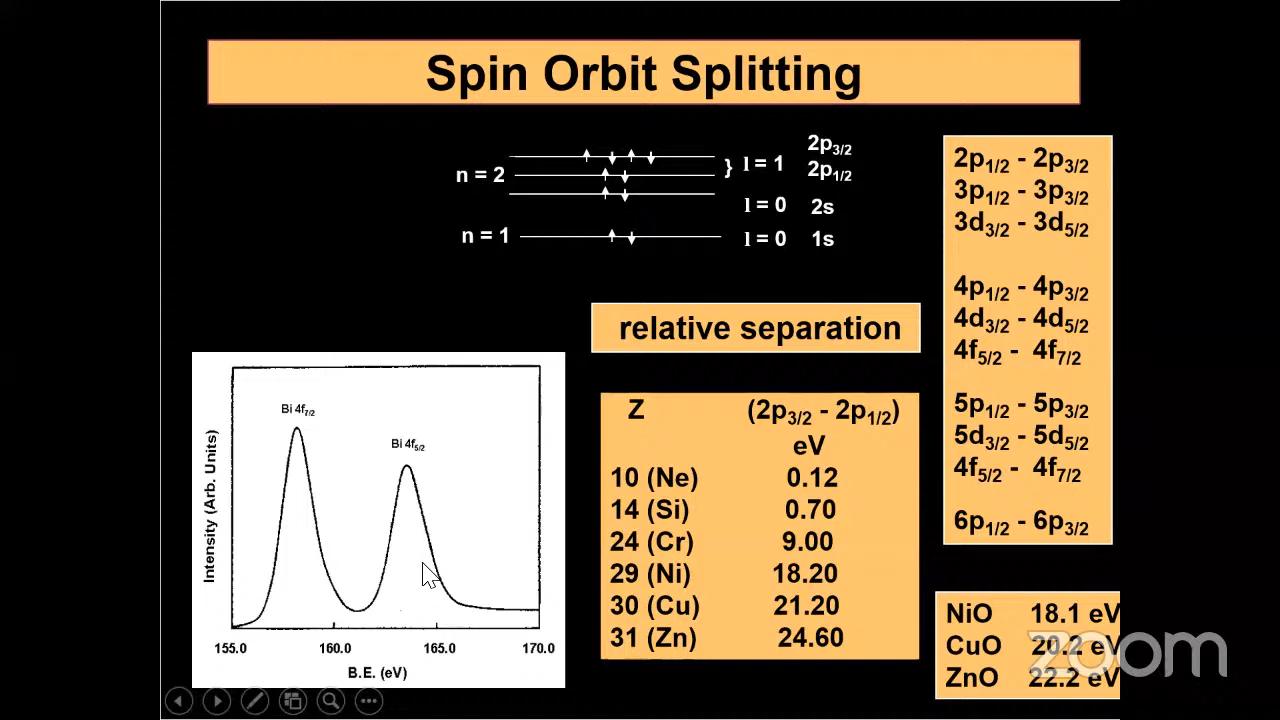 Spin Orbit Splitting
n = 2
} l = 1
2p3/2
2p1/2
l = 0 2s
n = 1
l = 0 1s
2p1/2 - 2p3/2
3p1/2 - 3p3/2
3d3/2 - 3d5/2
4p1/2 - 4p3/2
4d3/2 - 4d5/2
4f5/2 - 4f7/2
5p1/2 - 5p3/2
5d3/2 - 5d5/2
4f5/2 - 4f7/2
6p1/2 - 6p3/2
relative separation
Z (2p3/2 - 2p1/2)
eV
10 (Ne) 0.12
14 (Si) 0.70
24 (Cr) 9.00
29 (Ni) 18.20
30 (Cu) 21.20
31 (Zn) 24.60
Bi 4f7/2
Bi 4f5/2
Intensity (Arb. Units)
155.0 160.0 165.0 170.0
B.E. (eV)
NiO 18.1 eV
CuO 20.2 eV
ZnO 22.2 eV
zoom